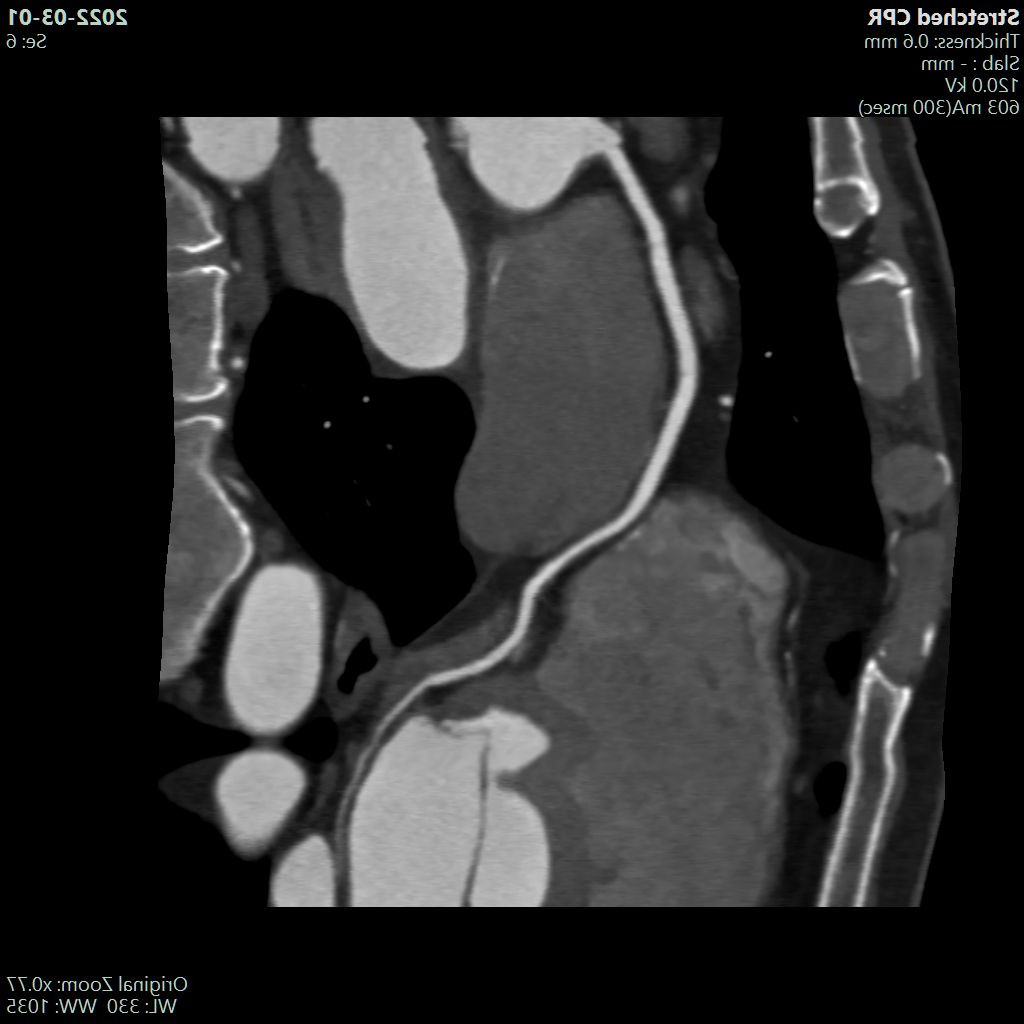 Stretched CPR
Thickness: 0.6 mm
Slab : - mm
120.0 kV
603 mA(300 msec)
2022-03-01
Se: 6
Original Zoom: x0.77
WL: 330 WW: 1035